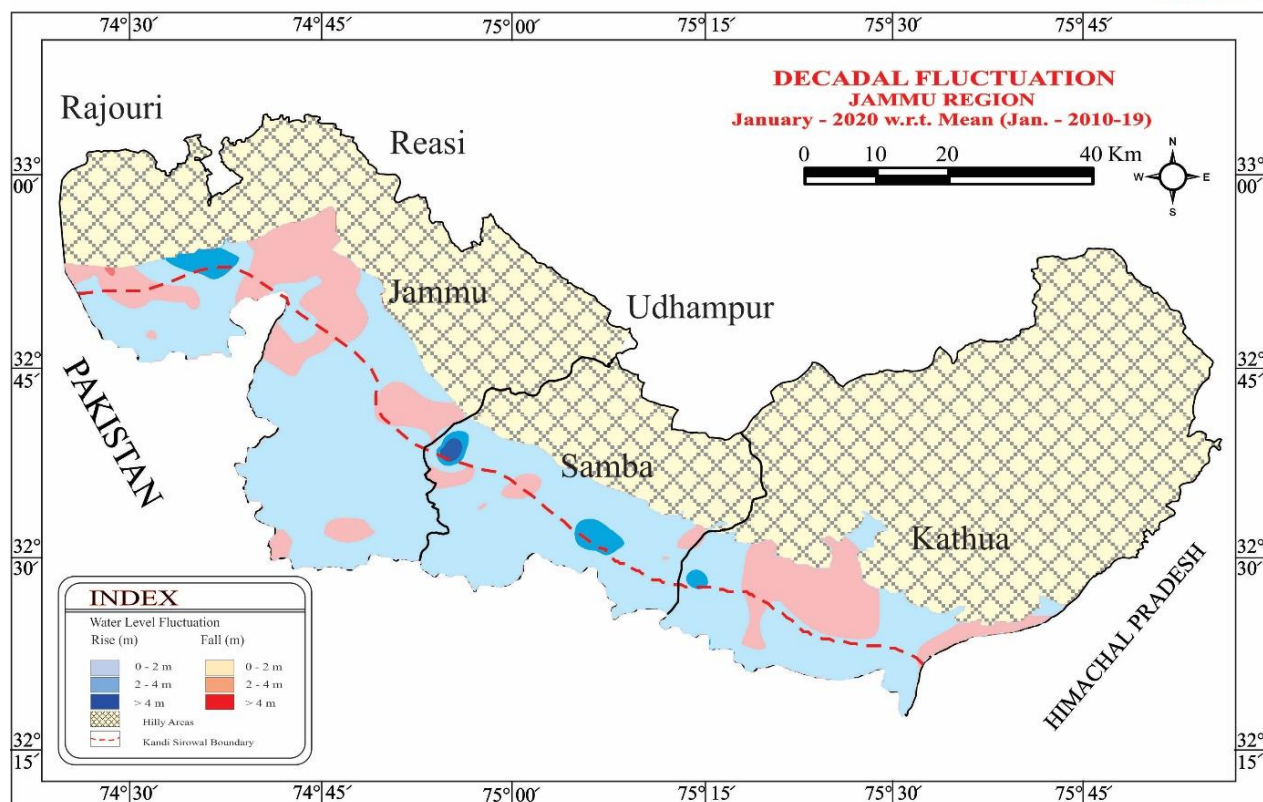 74°30′ 74°45′ 75°00′ 75°15′ 75°30′ 75°45′
DECADAL FLUCTUATION
JAMMU REGION
January - 2020 w.r.t. Mean (Jan. - 2010-19)
0 10 20 40 Km
N
W E
S
33°
00′
33°
00′
Rajouri
Reasi
Jammu
Udhampur
32°
45′
32°
45′
PAKISTAN
Samba
Kathua
32°
30′
32°
30′
HIMACHAL PRADESH
INDEX
Water Level Fluctuation
Rise (m) Fall (m)
0 - 2 m 0 - 2 m
2 - 4 m 2 - 4 m
> 4 m > 4 m
Hilly Areas
Kandi Sirowal Boundary
32°
15′
32°
15′
74°30′ 74°45′ 75°00′ 75°15′ 75°30′ 75°45′